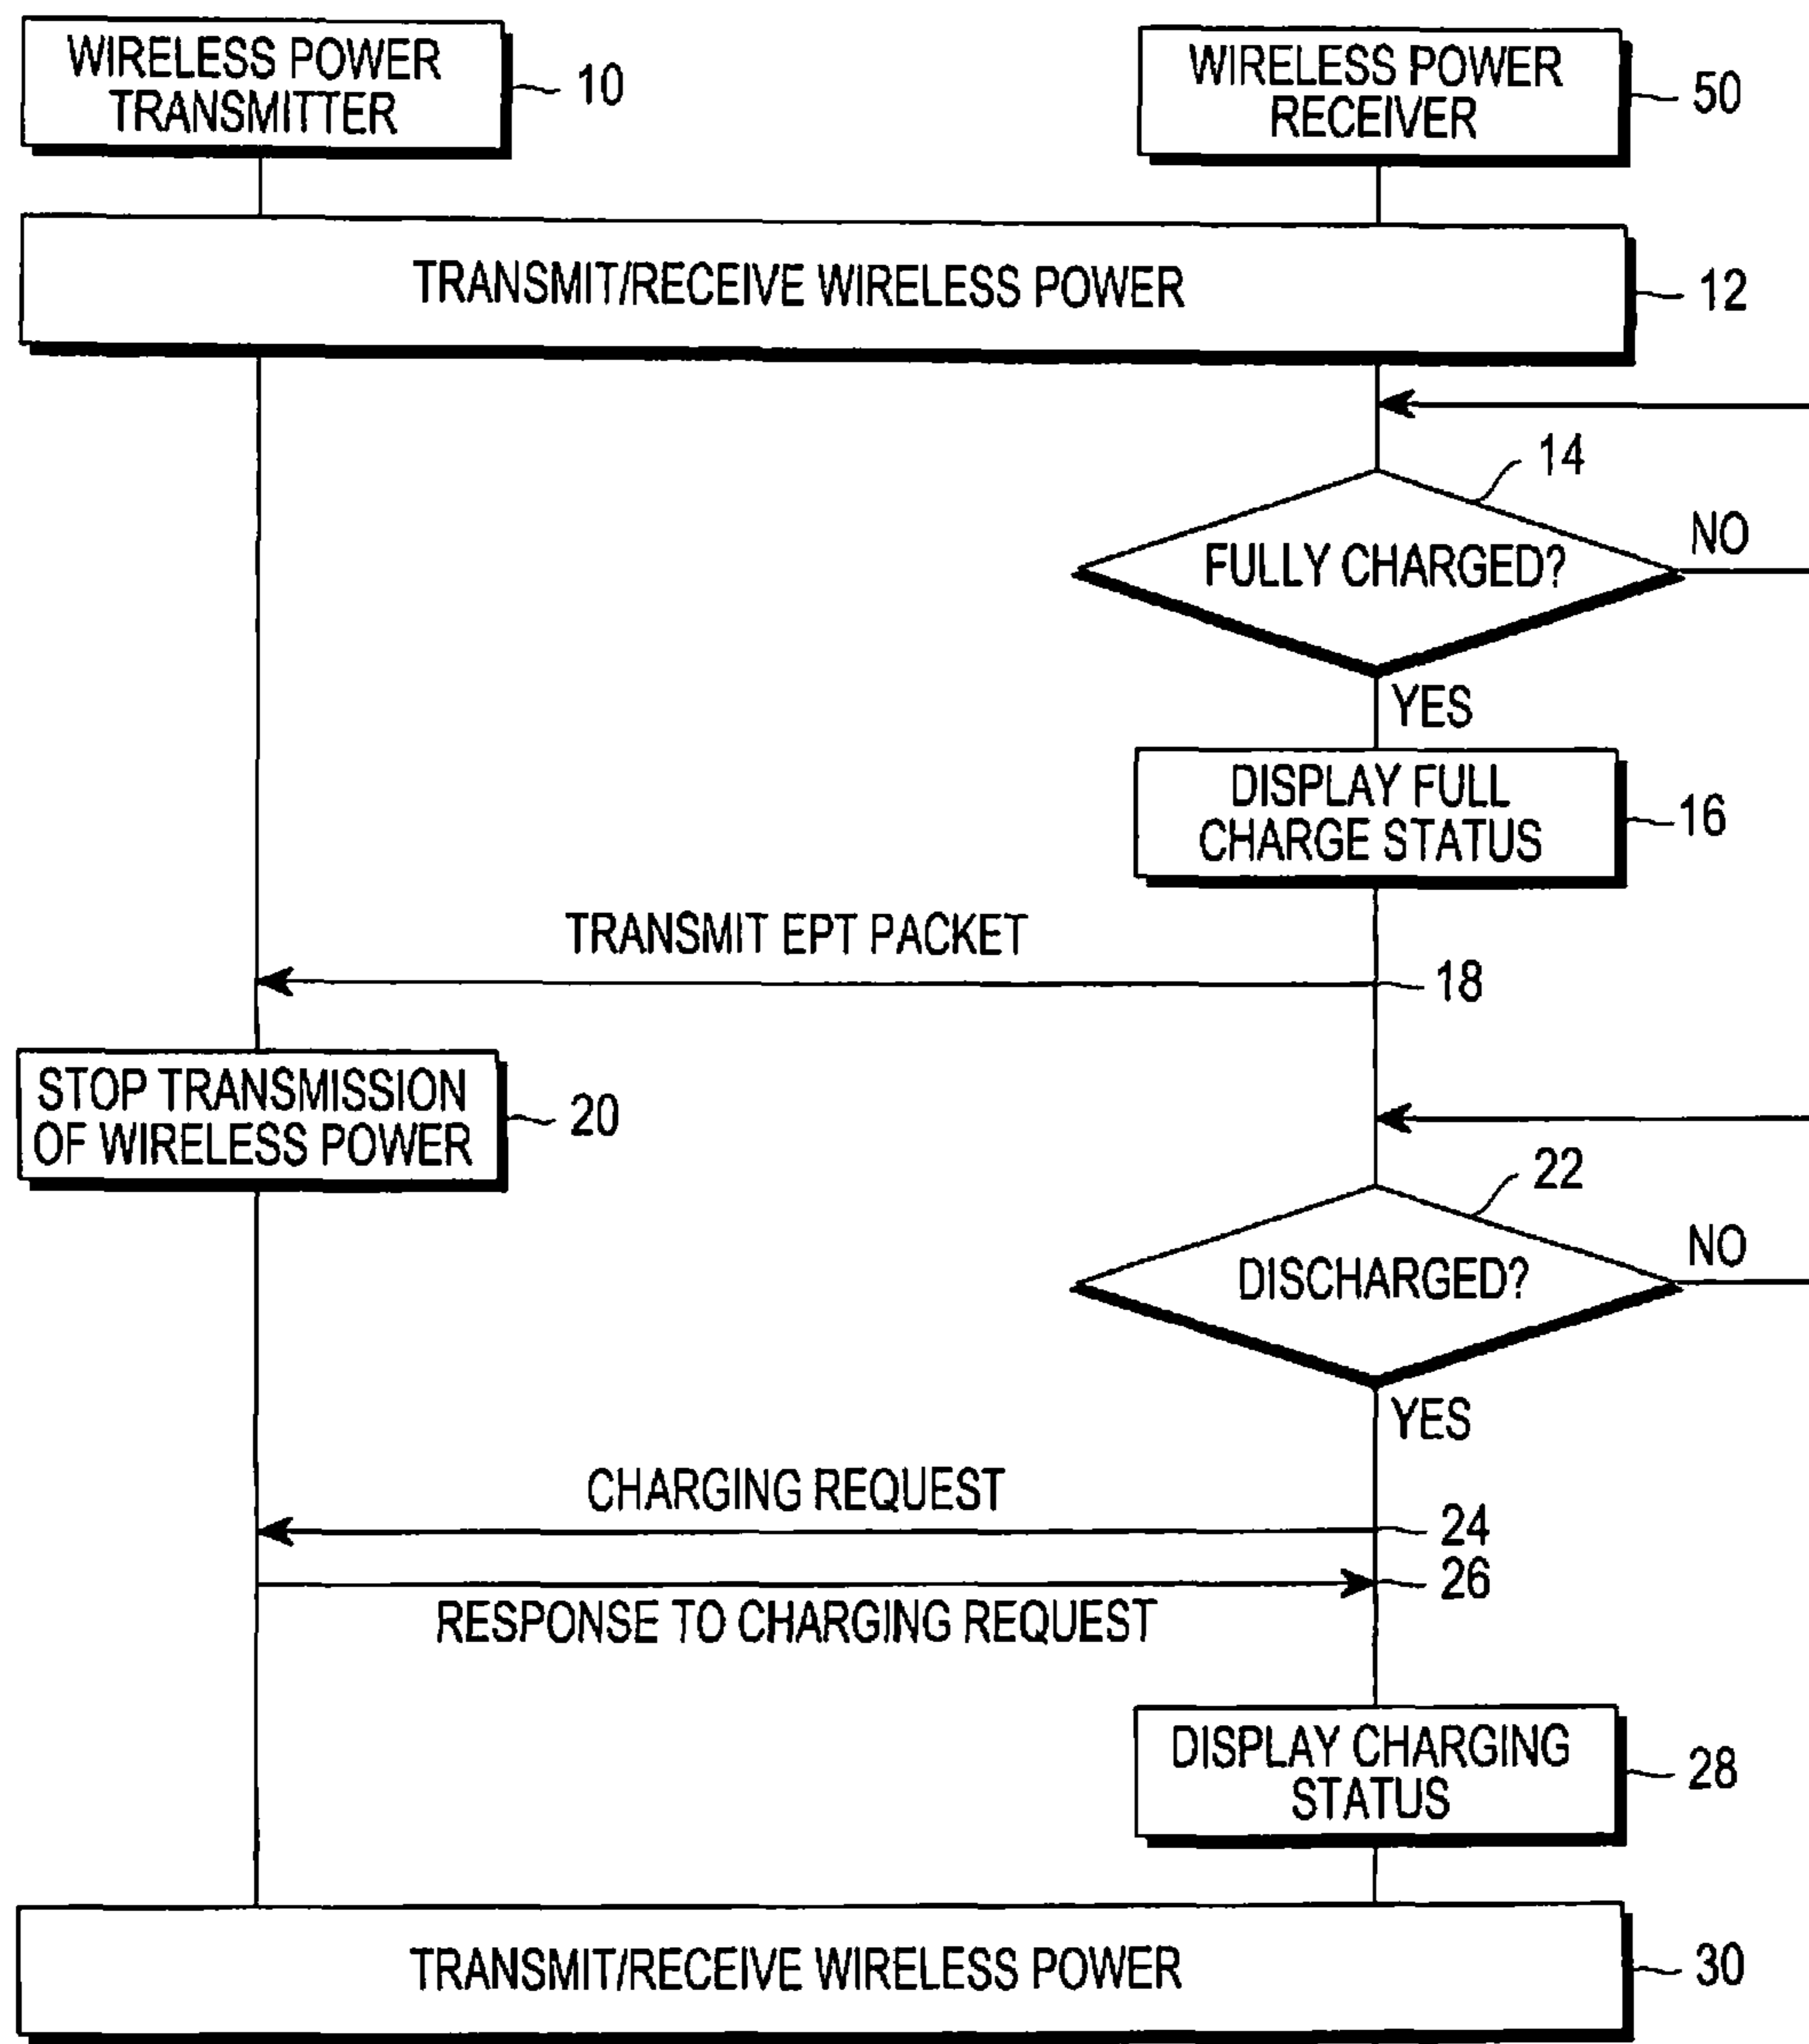 WIRELESS POWER
TRANSMITTER
10
WIRELESS POWER
RECEIVER
50
TRANSMIT/RECEIVE WIRELESS POWER
12
14
FULLY CHARGED?
NO
YES
DISPLAY FULL
CHARGE STATUS
16
TRANSMIT EPT PACKET
18
STOP TRANSMISSION
OF WIRELESS POWER
20
22
DISCHARGED?
NO
YES
CHARGING REQUEST
24
26
RESPONSE TO CHARGING REQUEST
DISPLAY CHARGING
STATUS
28
TRANSMIT/RECEIVE WIRELESS POWER
30